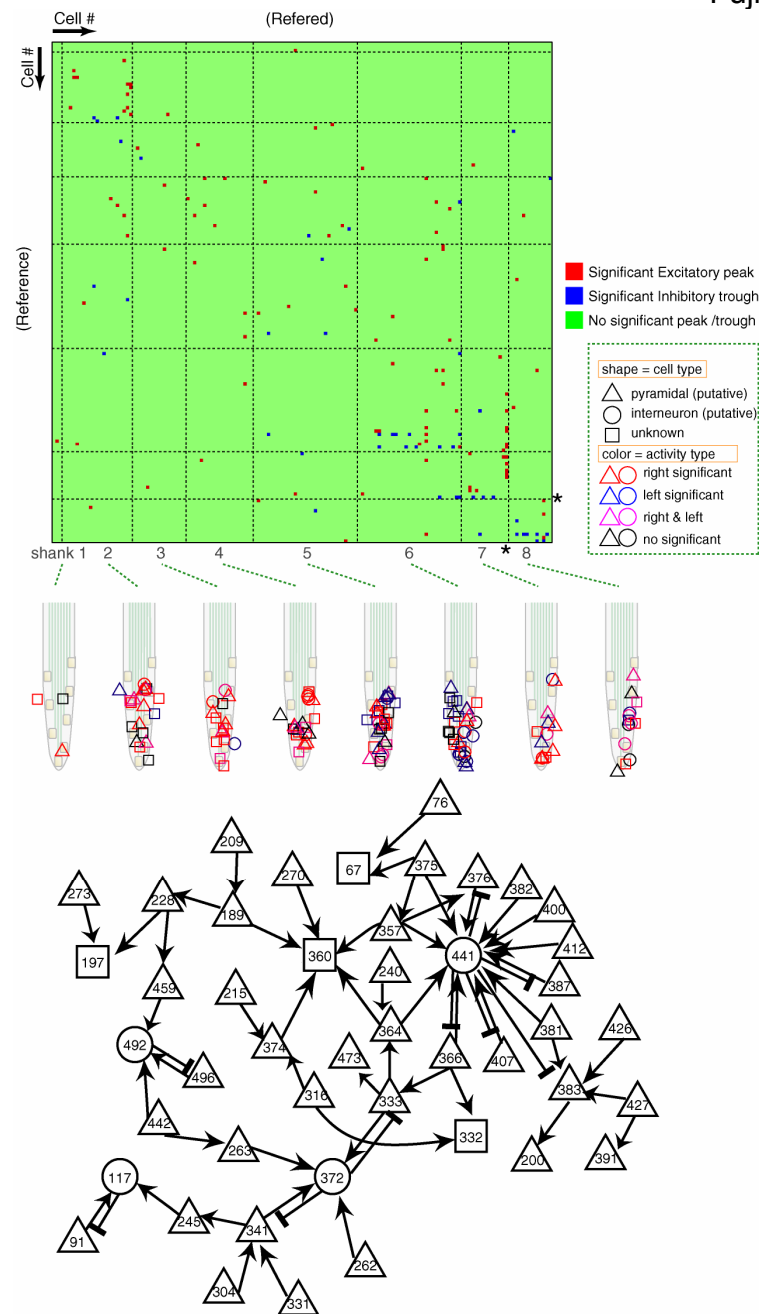 Cell #
(Refered)
Cell #
(Reference)
Significant Excitatory peak
Significant Inhibitory trough
No significant peak /trough
shape = cell type
pyramidal (putative)
interneuron (putative)
unknown
color = activity type
right significant
left significant
right & left
no significant
*
shank 1 2 3 4 5 6 7 * 8
76
209
67
375
376
270
382
273
400
228
189
357
412
197
360
441
240
387
459
215
364
381
426
492
374
473
366
407
496
316
333
383
427
442
332
263
200
391
117
372
245
341
91
262
304
331